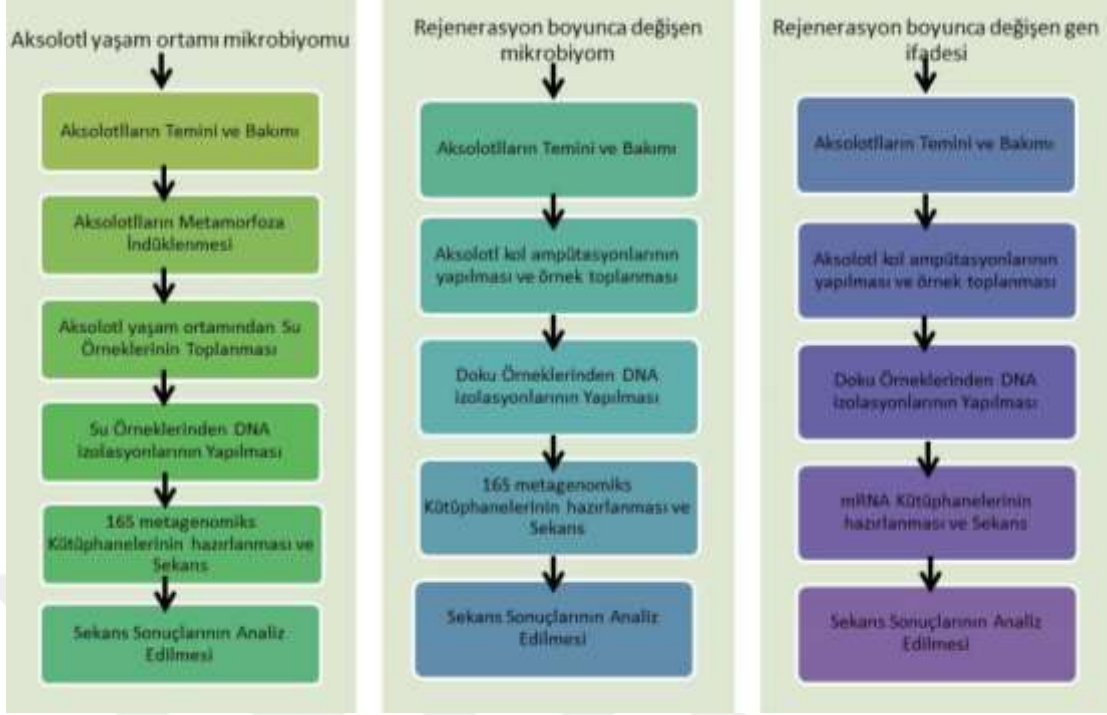 Aksolotl yaşam ortamı mikrobiyomu
Aksolotlların Temini ve Bakımı
Aksolotlların Metamorfoza
İndüklenmesi
Aksolotl yaşam ortamından Su
Örneklerinin Toplanması
Su Örneklerinden DNA
izolasyonlarının Yapılması
16S metagenomiks
Kütüphanelerinin hazırlanması ve
Sekans
Sekans Sonuçlarının Analiz
Edilmesi
Rejenerasyon boyunca değişen
mikrobiyom
Aksolotlların Temini ve Bakımı
Aksolotl kol ampütasyonlarının
yapılması ve örnek toplanması
Doku Örneklerinden DNA
izolasyonlarının Yapılması
16S metagenomiks
Kütüphanelerinin hazırlanması ve
Sekans
Sekans Sonuçlarının Analiz
Edilmesi
Rejenerasyon boyunca değişen gen
ifadesi
Aksolotlların Temini ve Bakımı
Aksolotl kol ampütasyonlarının
yapılması ve örnek toplanması
Doku Örneklerinden DNA
izolasyonlarının Yapılması
mRNA Kütüphanelerinin
hazırlanması ve Sekans
Sekans Sonuçlarının Analiz
Edilmesi